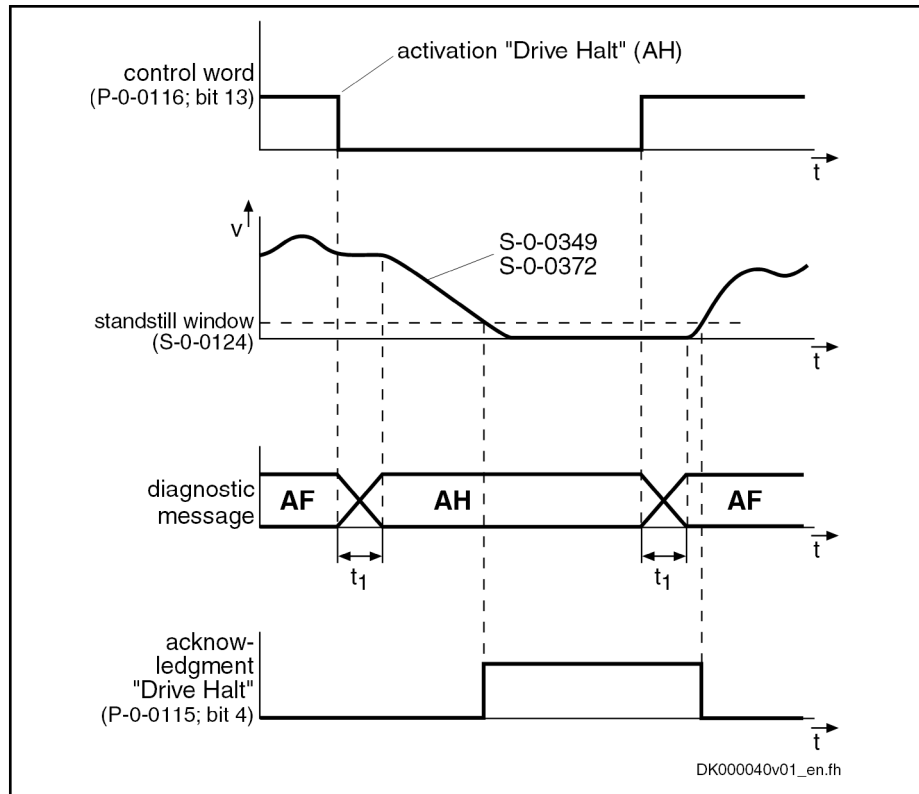 activation "Drive Halt" (AH)
control word
(P-0-0116; bit 13)
t
v
S-0-0349
S-0-0372
standstill window
(S-0-0124)
t
diagnostic
message
AF
AH
AF
t
t1
t1
acknow-
ledgment
"Drive Halt"
(P-0-0115; bit 4)
t
DK000040v01_en.fh